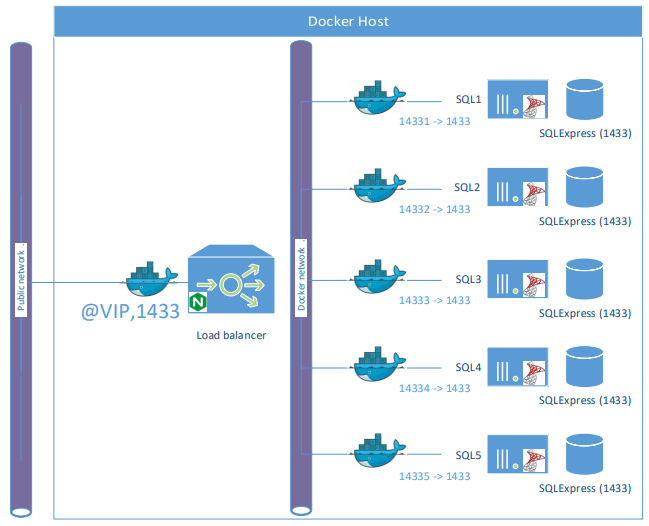 Docker Host
Public network
@VIP,1433
N
Load balancer
Docker network
SQL1
14331 -> 1433
SQLExpress (1433)
SQL2
14332 -> 1433
SQLExpress (1433)
SQL3
14333 -> 1433
SQLExpress (1433)
SQL4
14334 -> 1433
SQLExpress (1433)
SQL5
14335 -> 1433
SQLExpress (1433)